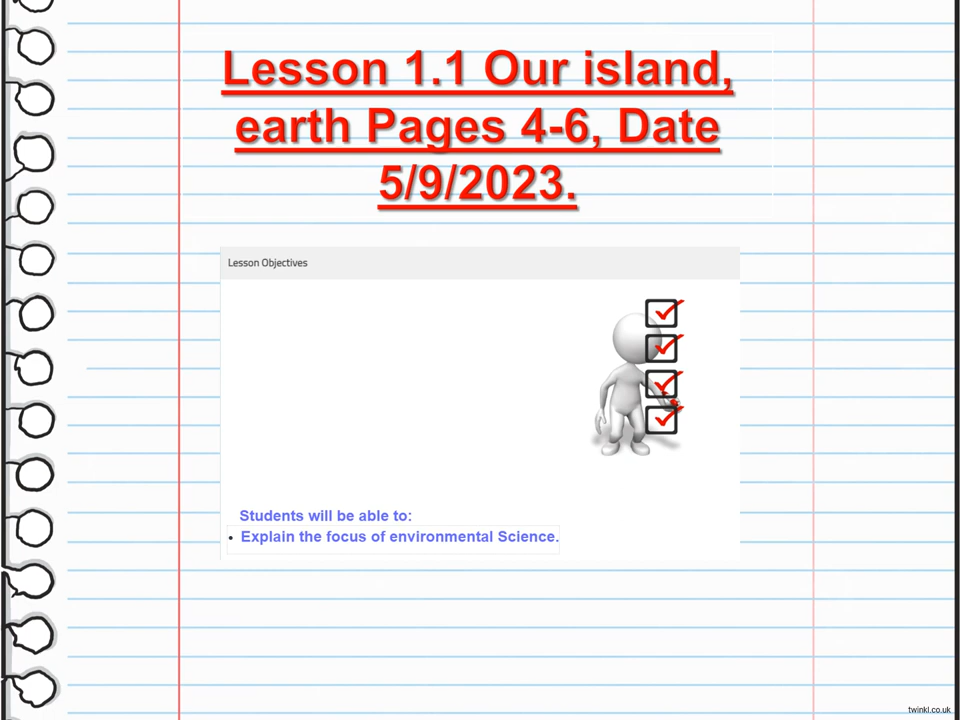 Lesson 1.1 Our island,
earth Pages 4-6, Date
5/9/2023.
Lesson Objectives
Students will be able to:
• Explain the focus of environmental Science.
twinkl.co.uk